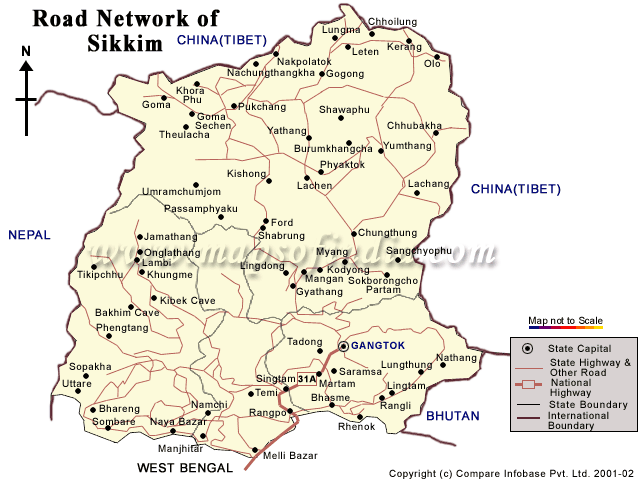 Road Network of
Sikkim
CHINA(TIBET)
N
Chhoilung
Lungma
Kerang
Leten
Olo
Nakpolatok
Nachungthangkha
Gogong
Khora
Phu
Goma
Pukchang
Goma
Sechen
Theulacha
Shawaphu
Yathang
Chhubakha
Burumkhangcha
Yumthang
Phyaktok
Kishong
Lachen
Umramchumjom
Lachang
CHINA(TIBET)
Passamphyaku
Ford
Shabrung
NEPAL
Jamathang
Chungthung
Onglathang
Lambi
www.mapsofindia.com
Myang
Sangchyophu
Tikipchhu
Khungme
Lingdong
Kodyong
Mangan
Sokborongcho
Partam
Gyathang
Kibek Cave
Bakhim Cave
Map not to Scale
Phengtang
Tadong
GANGTOK
State Capital
State Highway &
Other Road
National
Highway
State Boundary
International
Boundary
Sopakha
Uttare
Singtam
31A
Saramsa
Martam
Lungthung
Nathang
Temi
Lingtam
Bhareng
Namchi
Rangpo
Bhasme
Rangli
BHUTAN
Sombare
Naya Bazar
Rhenok
Manjhitar
Melli Bazar
WEST BENGAL
Copyright (c) Compare Infobase Pvt. Ltd. 2001-02